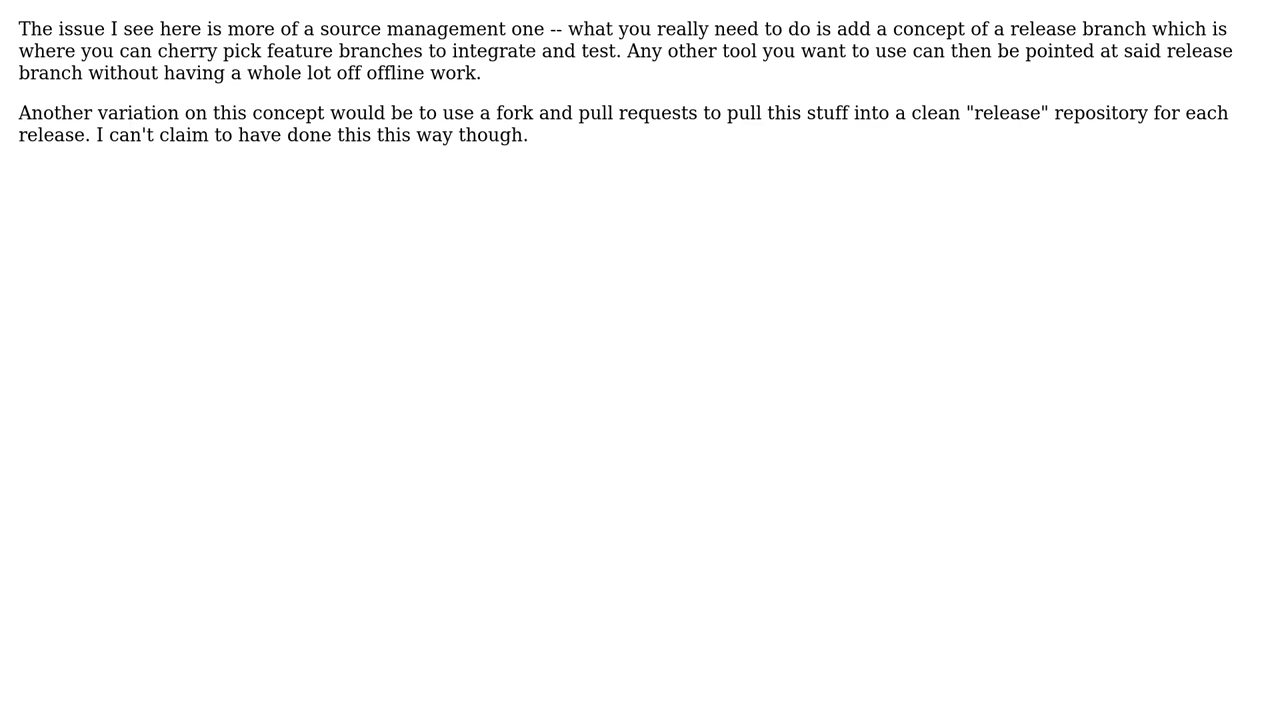 The issue I see here is more of a source management one -- what you really need to do is add a concept of a release branch which is
where you can cherry pick feature branches to integrate and test. Any other tool you want to use can then be pointed at said release
branch without having a whole lot off offline work.
Another variation on this concept would be to use a fork and pull requests to pull this stuff into a clean "release" repository for each
release. I can't claim to have done this this way though.